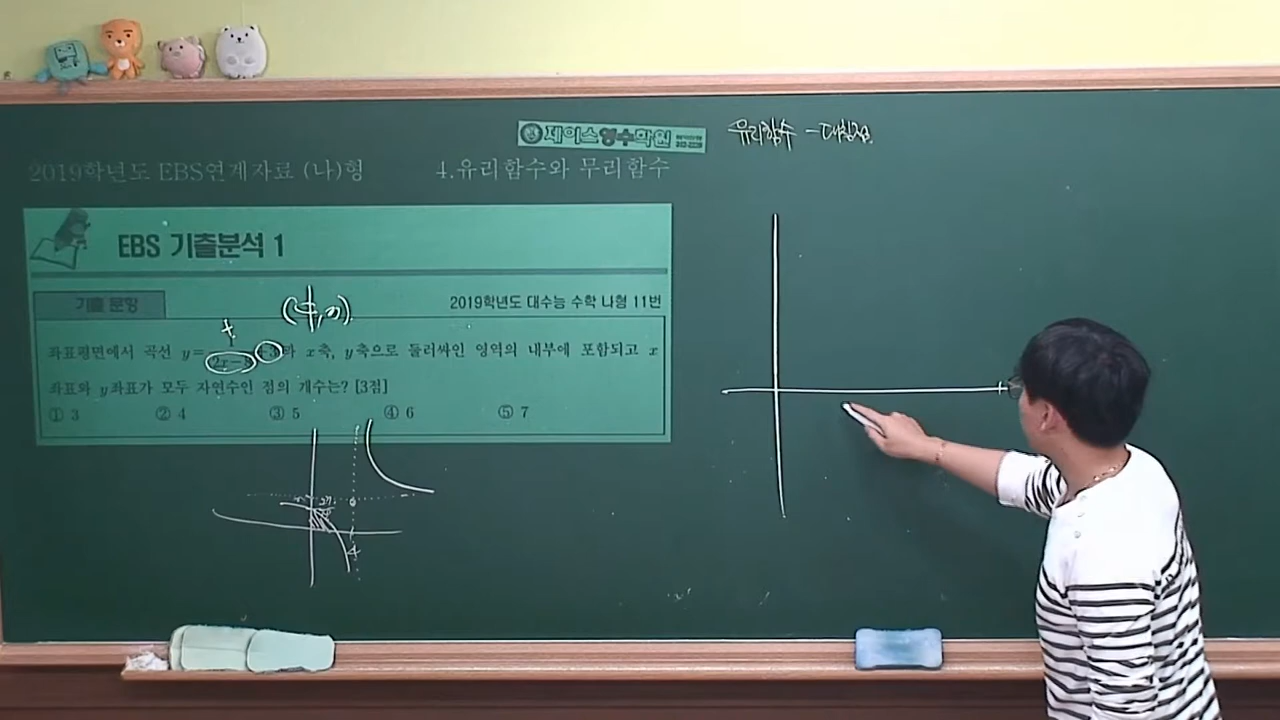 제이스영수학원
유리함수 - 대칭점
2019학년도 EBS연계자료 (나)형
4.유리함수와 무리함수
EBS 기출분석 1
기출 문항
2019학년도 대수능 수학 나형 11번
좌표평면에서 곡선 y= 과 x축, y축으로 둘러싸인 영역의 내부에 포함되고 x
좌표와 y좌표가 모두 자연수인 점의 개수는? [3점]
① 3 ② 4 ③ 5 ④ 6 ⑤ 7
4